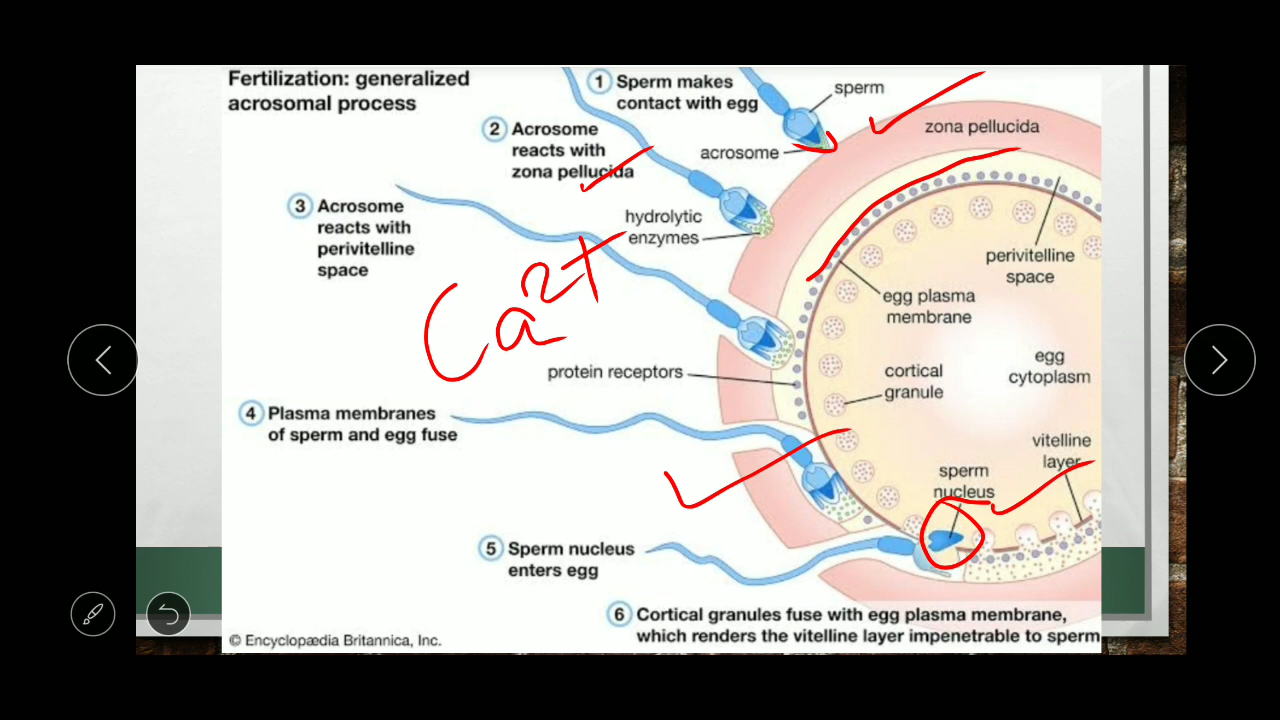 Fertilization: generalized
acrosomal process
1 Sperm makes
contact with egg
sperm
zona pellucida
2 Acrosome
reacts with
zona pellucida
acrosome
3 Acrosome
reacts with
perivitelline
space
hydrolytic
enzymes
perivitelline
space
Ca2+
egg plasma
membrane
egg
cytoplasm
protein receptors
cortical
granule
4 Plasma membranes
of sperm and egg fuse
vitelline
layer
sperm
nucleus
5 Sperm nucleus
enters egg
6 Cortical granules fuse with egg plasma membrane,
which renders the vitelline layer impenetrable to sperm
© Encyclopædia Britannica, Inc.